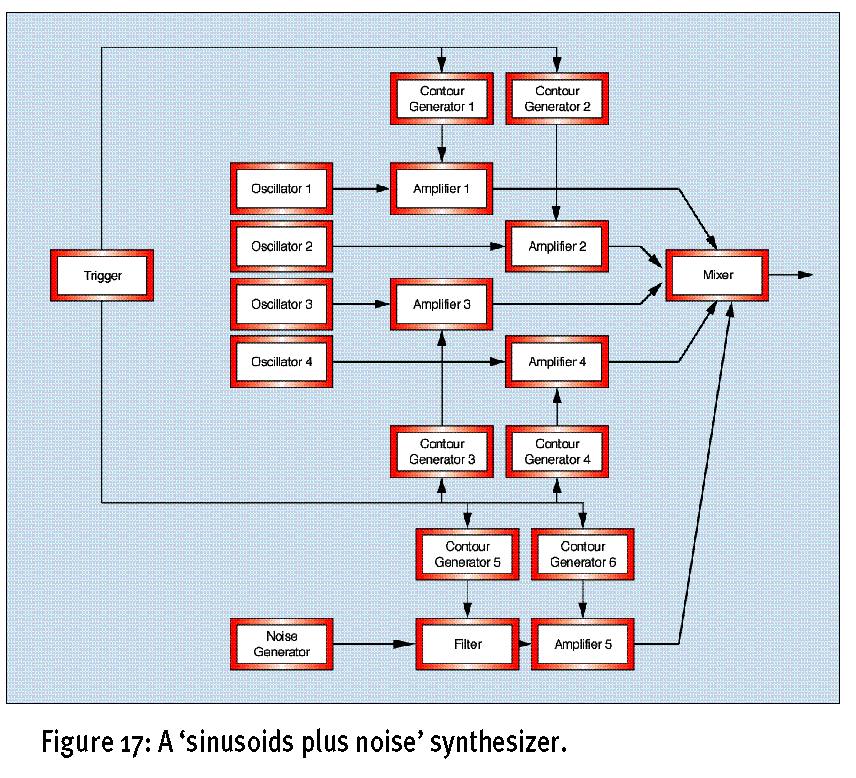 Contour
Generator 1
Contour
Generator 2
Oscillator 1
Amplifier 1
Oscillator 2
Amplifier 2
Trigger
Mixer
Oscillator 3
Amplifier 3
Oscillator 4
Amplifier 4
Contour
Generator 3
Contour
Generator 4
Contour
Generator 5
Contour
Generator 6
Noise
Generator
Filter
Amplifier 5
Figure 17: A ‘sinusoids plus noise’ synthesizer.